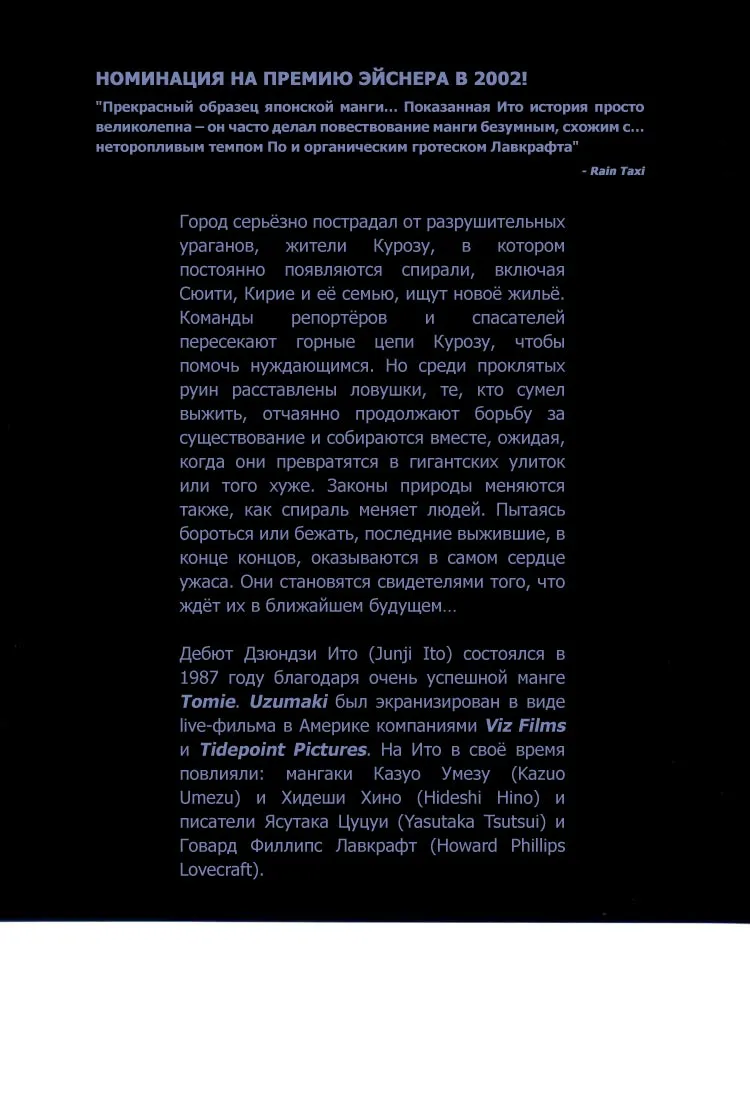 НОМИНАЦИЯ НА ПРЕМИЮ ЭЙСНЕРА В 2002!
"Прекрасный образец японской манги... Показанная Ито история просто
великолепна – он часто делал повествование манги безумным, схожим с...
неторопливым темпом По и органическим гротеском Лавкрафта"
- Rain Taxi
Город серьёзно пострадал от разрушительных
ураганов, жители Курозу, в котором
постоянно появляются спирали, включая
Сюити, Кирие и её семью, ищут новоё жильё.
Команды репортёров и спасателей
пересекают горные цепи Курозу, чтобы
помочь нуждающимся. Но среди проклятых
руин расставлены ловушки, те, кто сумел
выжить, отчаянно продолжают борьбу за
существование и собираются вместе, ожидая,
когда они превратятся в гигантских улиток
или того хуже. Законы природы меняются
также, как спираль меняет людей. Пытаясь
бороться или бежать, последние выжившие, в
конце концов, оказываются в самом сердце
ужаса. Они становятся свидетелями того, что
ждёт их в ближайшем будущем...
Дебют Дзюндзи Ито (Junji Ito) состоялся в
1987 году благодаря очень успешной манге
Tomie. Uzumaki был экранизирован в виде
live-фильма в Америке компаниями Viz Films
и Tidepoint Pictures. На Ито в своё время
повлияли: мангаки Казуо Умезу (Kazuo
Umezu) и Хидеши Хино (Hideshi Hino) и
писатели Ясутака Цуцуи (Yasutaka Tsutsui) и
Говард Филлипс Лавкрафт (Howard Phillips
Lovecraft).